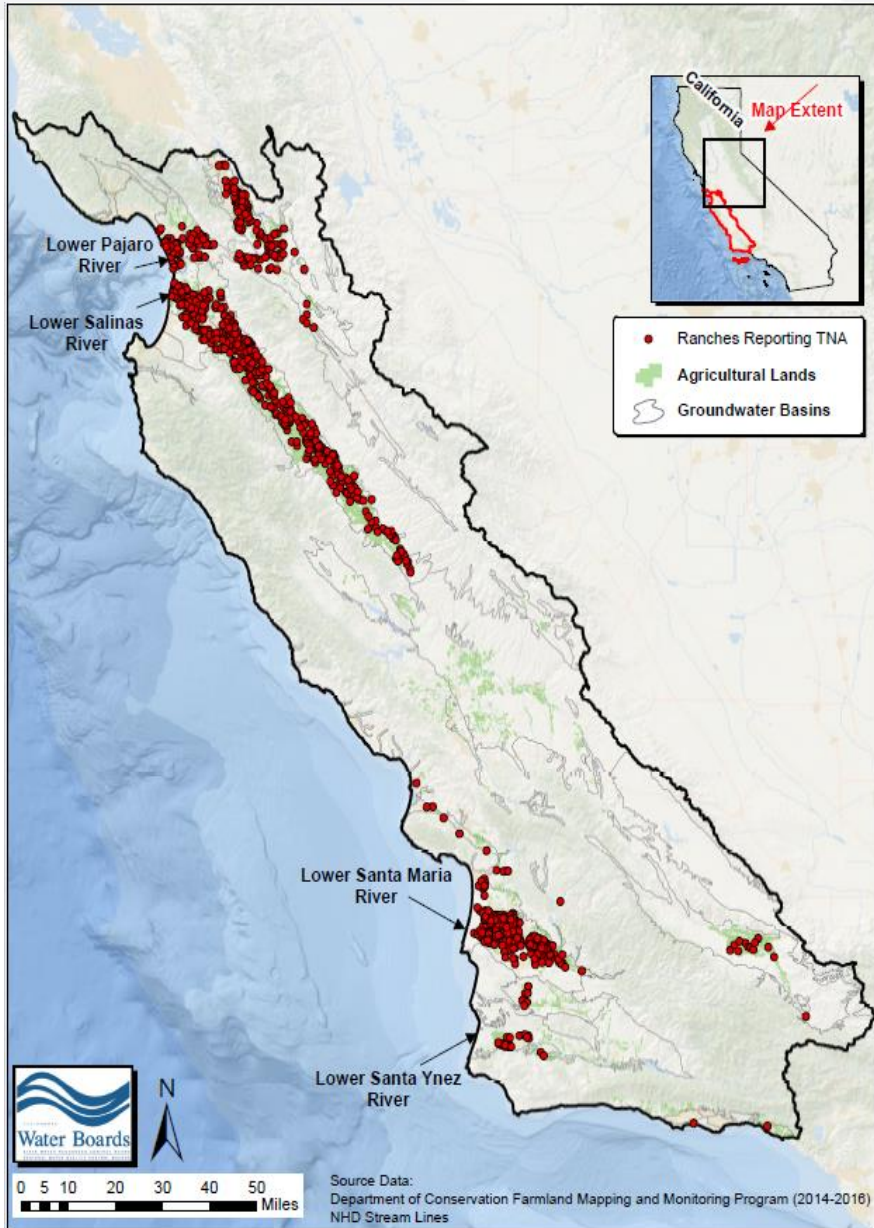 California
Map Extent
Lower Pajaro
River
Lower Salinas
River
Ranches Reporting TNA
Agricultural Lands
Groundwater Basins
Lower Santa Maria
River
Lower Santa Ynez
River
Water Boards
N
0 5 10 20 30 40 50
Miles
Source Data:
Department of Conservation Farmland Mapping and Monitoring Program (2014-2016)
NHD Stream Lines